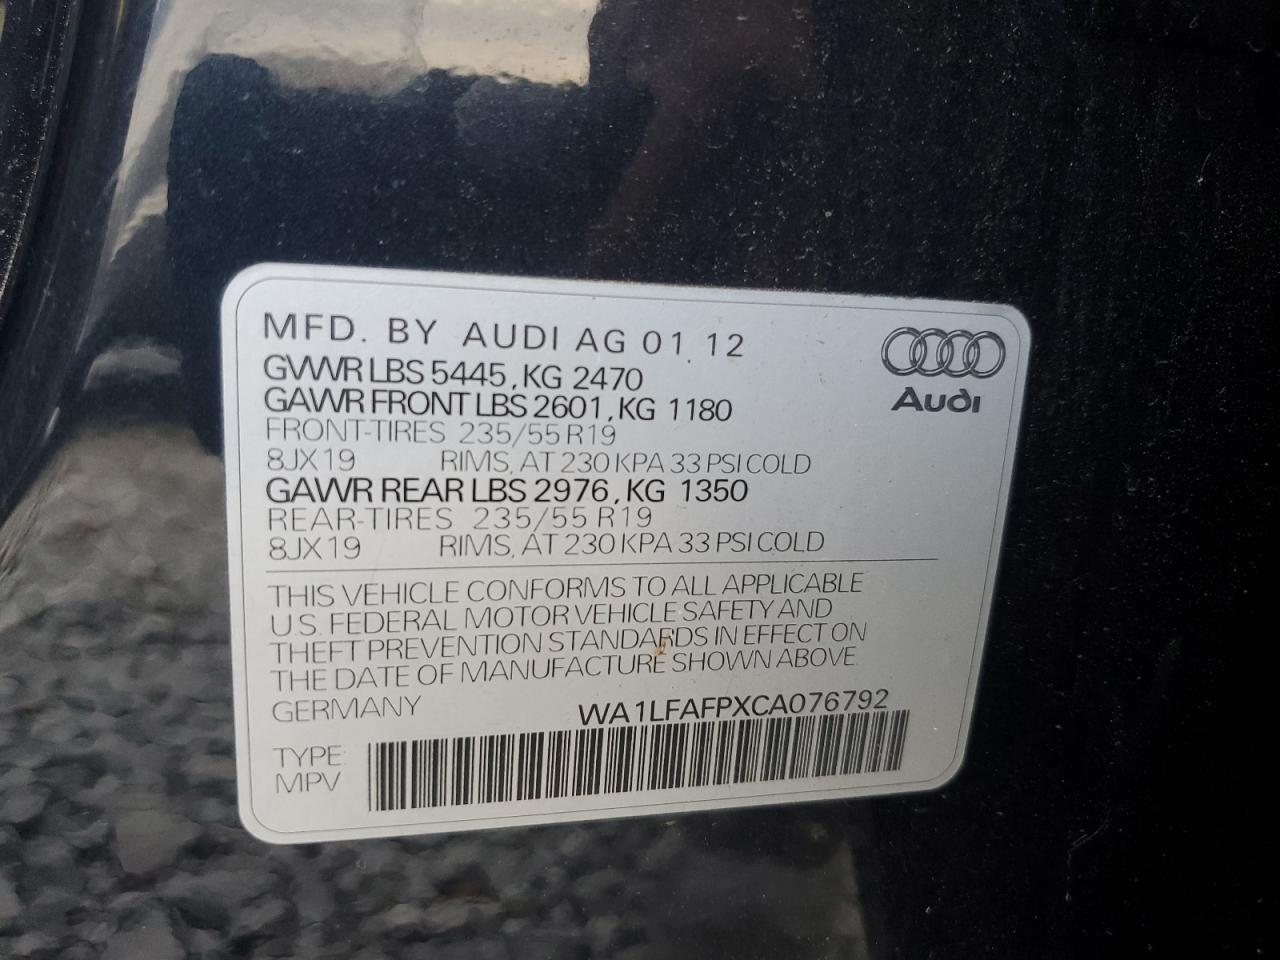 MFD. BY AUDI AG 01.12
GVWR LBS 5445, KG 2470
GAWR FRONT LBS 2601, KG 1180
FRONT-TIRES 235/55 R19
8JX19 RIMS, AT 230 KPA 33 PSI COLD
GAWR REAR LBS 2976, KG 1350
REAR-TIRES 235/55 R19
8JX19 RIMS, AT 230 KPA 33 PSI COLD
Audi
THIS VEHICLE CONFORMS TO ALL APPLICABLE
U.S. FEDERAL MOTOR VEHICLE SAFETY AND
THEFT PREVENTION STANDARDS IN EFFECT ON
THE DATE OF MANUFACTURE SHOWN ABOVE.
GERMANY WA1LFAFPXCA076792
TYPE:
MPV